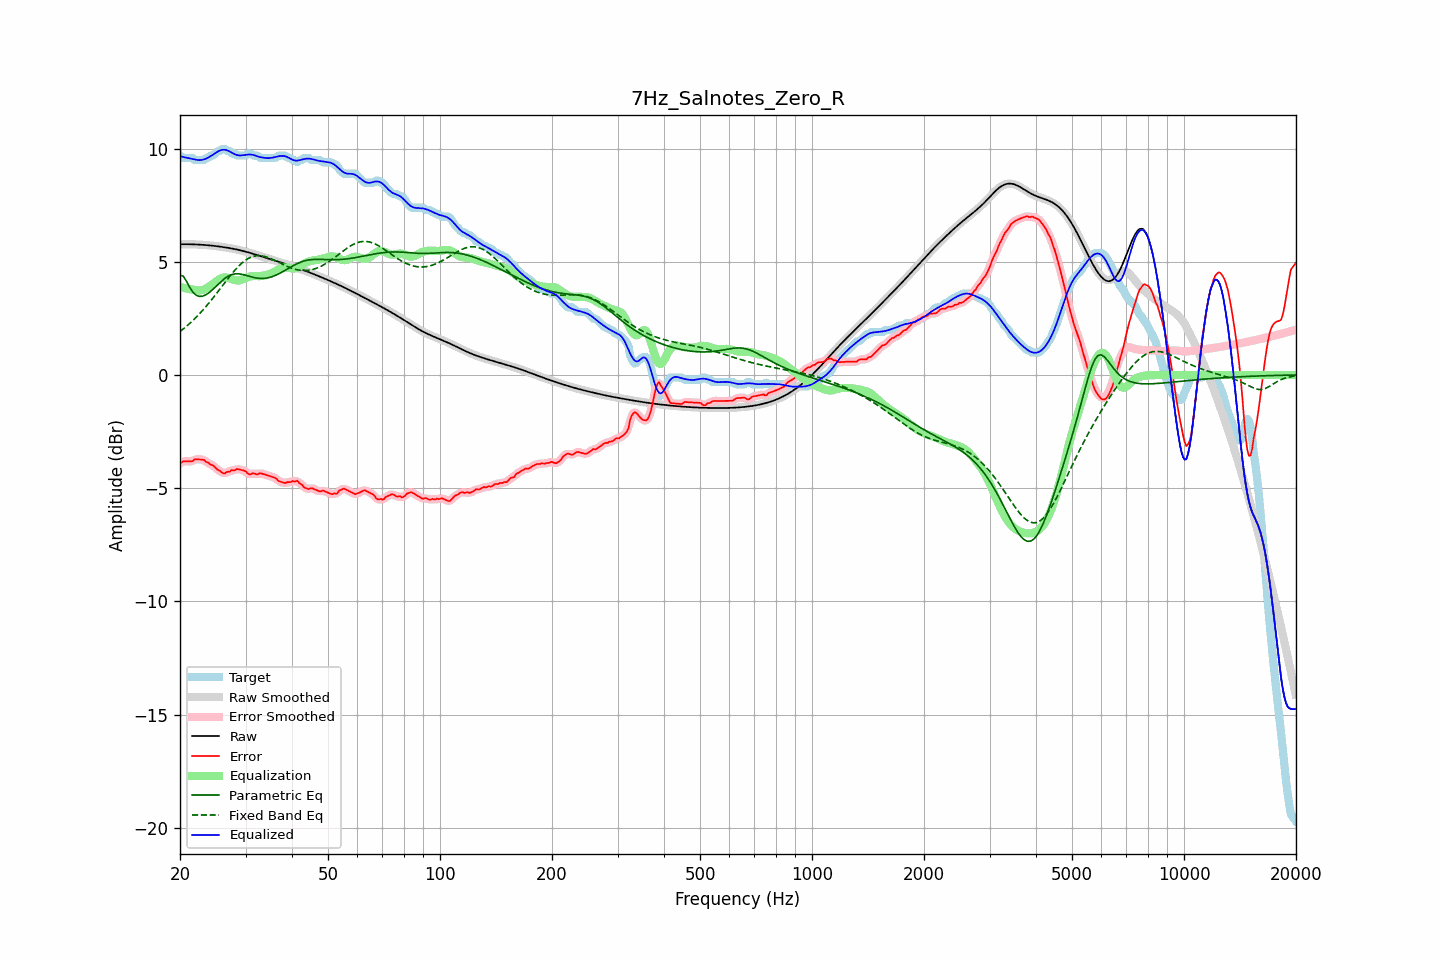 7Hz_Salnotes_Zero_R
Amplitude (dBr)
10
5
0
−5
−10
−15
−20
Target
Raw Smoothed
Error Smoothed
Raw
Error
Equalization
Parametric Eq
Fixed Band Eq
Equalized
20 50 100 200 500 1000 2000 5000 10000 20000
Frequency (Hz)